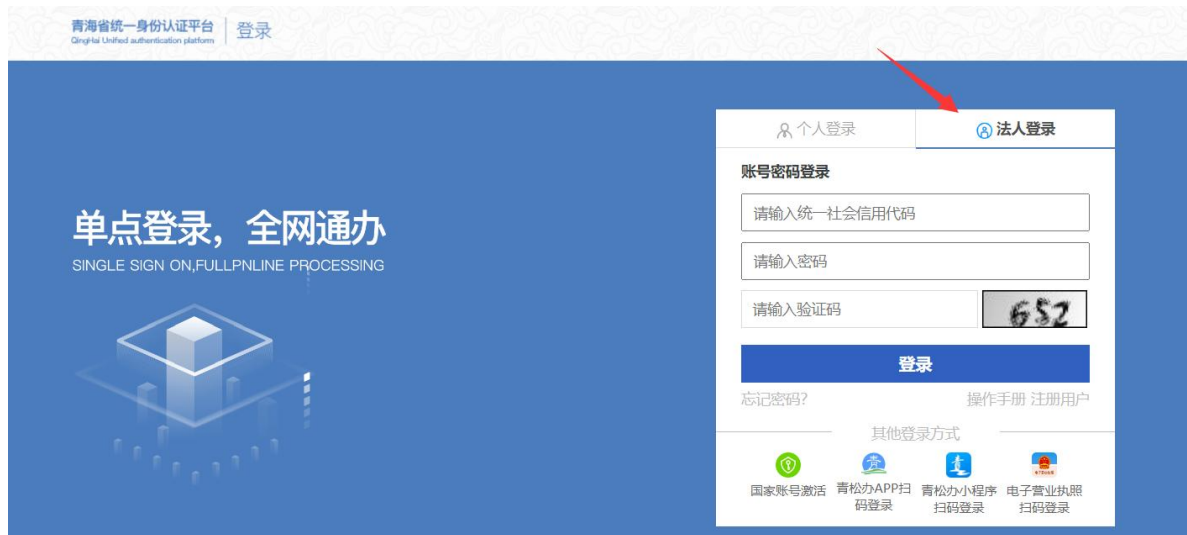 青海省统一身份认证平台
QingHai Unified authentication platform
登录
个人登录
法人登录
账号密码登录
请输入统一社会信用代码
单点登录，全网通办
SINGLE SIGN ON,FULLPNLINE PROCESSING
请输入密码
请输入验证码
652
登录
忘记密码?
操作手册 注册用户
其他登录方式
国家账号激活
青松办APP扫
码登录
青松办小程序
扫码登录
电子营业执照
扫码登录